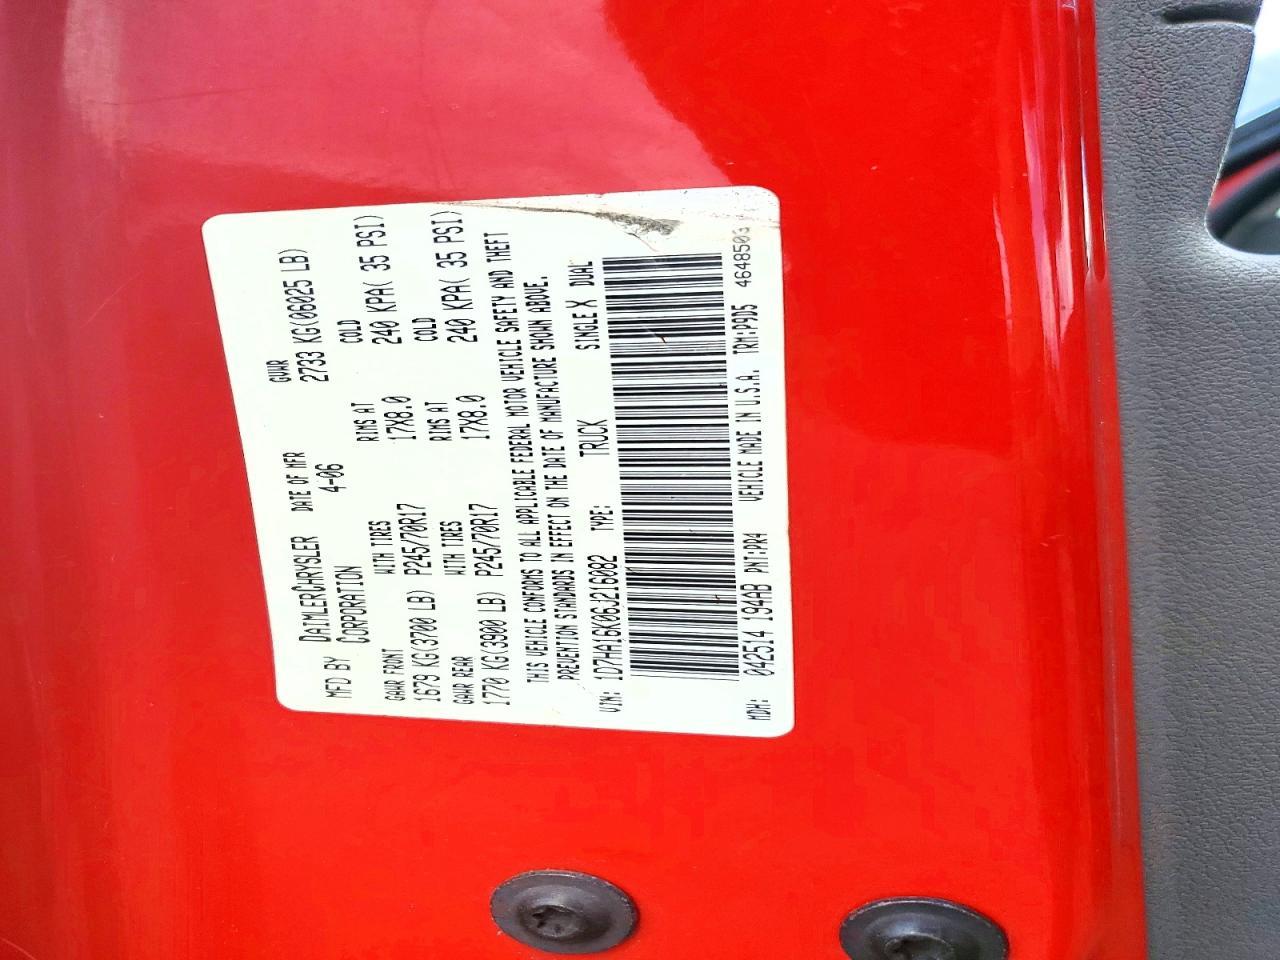 MFD BY DAIMLERCHRYSLER CORPORATION DATE OF MFR 4-06 GVWR 2733 KG(06025 LB)
GAWR FRONT WITH TIRES RIMS AT COLD
1679 KG(3700 LB) P245/70R17 17X8.0 240 KPA( 35 PSI)
GAWR REAR WITH TIRES RIMS AT COLD
1770 KG(3900 LB) P245/70R17 17X8.0 240 KPA( 35 PSI)
THIS VEHICLE CONFORMS TO ALL APPLICABLE FEDERAL MOTOR VEHICLE SAFETY AND THEFT
PREVENTION STANDARDS IN EFFECT ON THE DATE OF MANUFACTURE SHOWN ABOVE.
VIN: 1D7HA16K06J216082 TYPE: TRUCK SINGLE X DUAL
MDH: 042514 194AB PNT:PR4 VEHICLE MADE IN U.S.A. TRM:P9D5 4648503